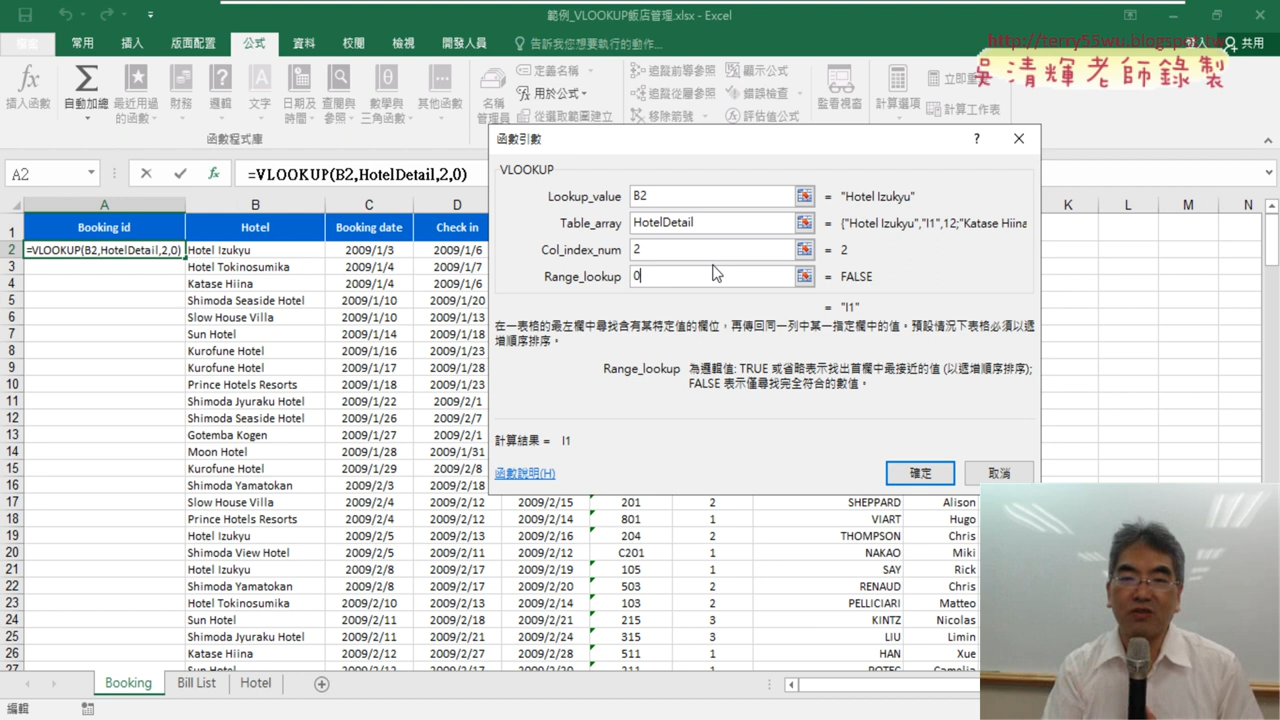 範例_VLOOKUP飯店管理.xlsx - Excel
http://terry55wu.blogspot.tw
吳清輝老師錄製
檔案 常用 插入 版面配置 公式 資料 校閱 檢視 開發人員 告訴我您想要執行的動作... 登入 共用
插入函數 自動加總 最近用過的函數 財務 邏輯 文字 日期及時間 查閱與參照 數學與三角函數 其他函數 名稱管理員 定義名稱 用於公式 從選取範圍建立 追蹤前導參照 追蹤從屬參照 移除箭號 顯示公式 錯誤檢查 評估值公式 監看視窗 計算選項 計算工作表
函數程式庫
A2 fx =VLOOKUP(B2,HotelDetail,2,0)
函數引數 ?
VLOOKUP
Lookup_value B2 = "Hotel Izukyu"
Table_array HotelDetail = {"Hotel Izukyu","I1",12;"Katase Hiina
Col_index_num 2 = 2
Range_lookup 0 = FALSE
= "I1"
在一表格的最左欄中尋找含有某特定值的欄位，再傳回同一列中某一指定欄中的值。預設情況下表格必須以遞
增順序排序。
Range_lookup 為邏輯值: TRUE 或省略表示找出首欄中最接近的值 (以遞增順序排序);
FALSE 表示僅尋找完全符合的數值。
計算結果 = I1
函數說明(H) 確定 取消
A B C D K L M N
1 Booking id Hotel Booking date Check in
2 =VLOOKUP(B2,HotelDetail,2,0) Hotel Izukyu 2009/1/3 2009/1/6
3 Hotel Tokinosumika 2009/1/4 2009/1/7
4 Katase Hiina 2009/1/4 2009/1/6
5 Shimoda Seaside Hotel 2009/1/10 2009/1/20
6 Slow House Villa 2009/1/10 2009/1/13
7 Sun Hotel 2009/1/14 2009/1/18
8 Kurofune Hotel 2009/1/16 2009/1/23
9 Kurofune Hotel 2009/1/17 2009/1/28
10 Prince Hotels Resorts 2009/1/18 2009/1/23
11 Shimoda Jyuraku Hotel 2009/1/22 2009/2/1
12 Shimoda Seaside Hotel 2009/1/26 2009/2/7
13 Gotemba Kogen 2009/1/27 2009/2/1
14 Moon Hotel 2009/1/28 2009/1/31
15 Kurofune Hotel 2009/1/29 2009/2/8
16 Shimoda Yamatokan 2009/2/3 2009/2/18
17 Slow House Villa 2009/2/4 2009/2/12 2009/2/15 201 2 SHEPPARD Alison
18 Prince Hotels Resorts 2009/2/4 2009/2/12 2009/2/14 801 1 VIART Hugo
19 Hotel Izukyu 2009/2/5 2009/2/13 2009/2/16 204 2 THOMPSON Chris
20 Shimoda View Hotel 2009/2/5 2009/2/11 2009/2/12 C201 1 NAKAO Miki
21 Hotel Izukyu 2009/2/8 2009/2/17 2009/2/19 105 1 SAY Rick
22 Shimoda Yamatokan 2009/2/8 2009/2/17 2009/2/20 503 2 RENAUD Chris
23 Hotel Tokinosumika 2009/2/10 2009/2/13 2009/2/14 103 2 PELLICIARI Matteo
24 Sun Hotel 2009/2/11 2009/2/18 2009/2/21 215 3 KINTZ Nicolas
25 Shimoda Jyuraku Hotel 2009/2/11 2009/2/21 2009/2/24 315 3 LIU Limin
26 Katase Hiina 2009/2/12 2009/2/27 2009/2/28 511 1 HAN Xue
27 Sun Hotel 2009/2/12 2009/2/17 2009/2/20 211 1 POTEC Camelia
Booking Bill List Hotel
編輯